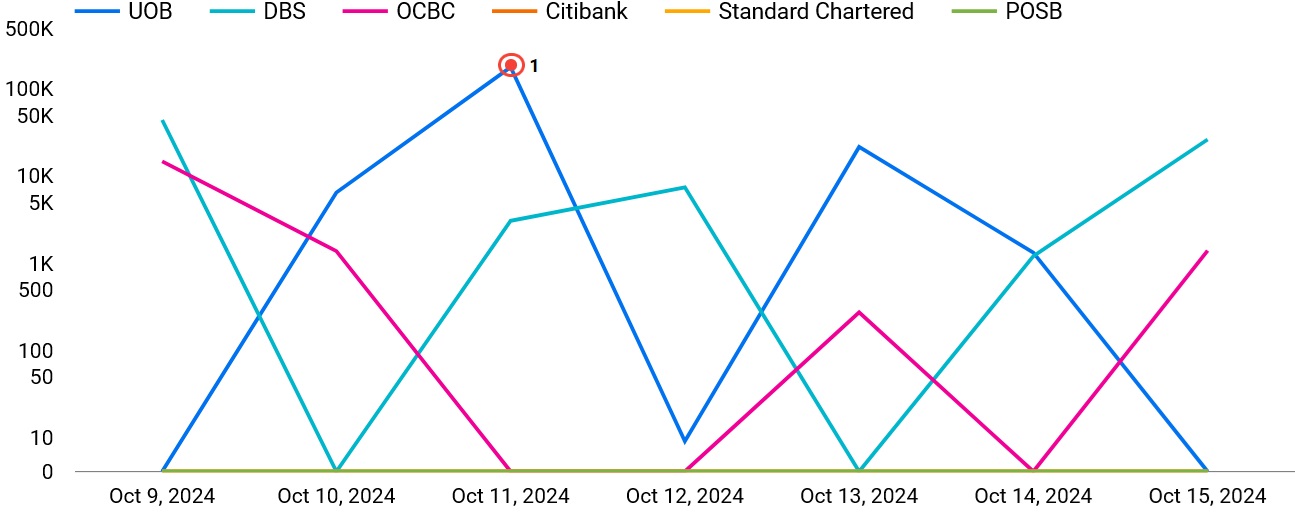 UOB DBS OCBC Citibank Standard Chartered POSB
500K
1
100K
50K
10K
5K
1K
500
100
50
10
0
Oct 9, 2024 Oct 10, 2024 Oct 11, 2024 Oct 12, 2024 Oct 13, 2024 Oct 14, 2024 Oct 15, 2024